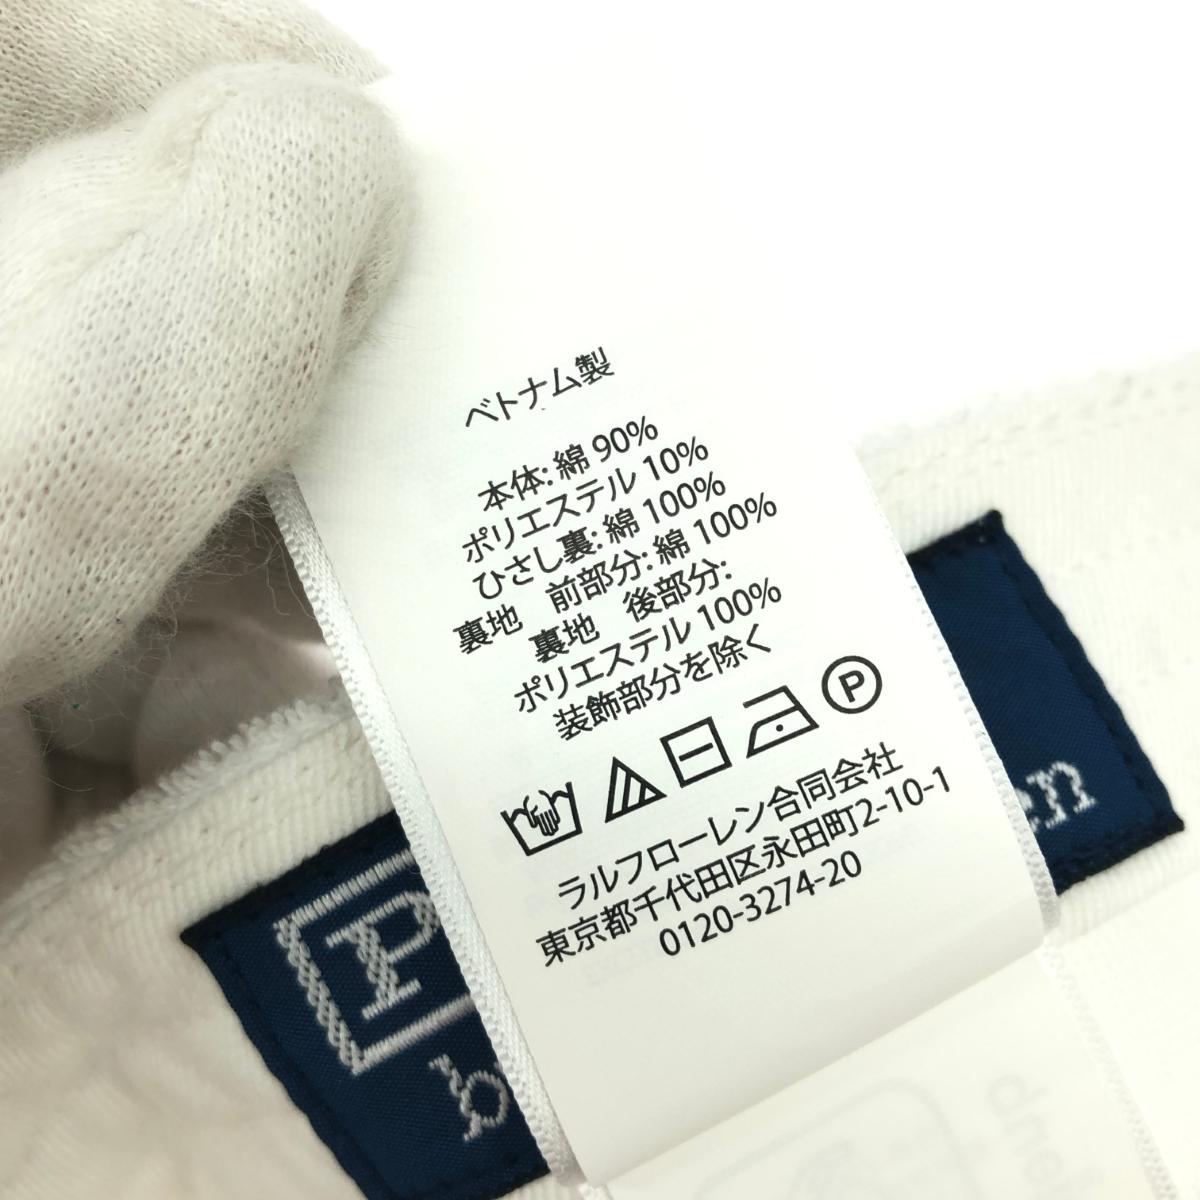 ベトナム製
本体: 綿 90%
ポリエステル 10%
ひさし裏: 綿 100%
裏地　前部分: 綿 100%
裏地　後部分:
ポリエステル 100%
装飾部分を除く
P
ラルフローレン合同会社
東京都千代田区永田町2-10-1
0120-3274-20
P